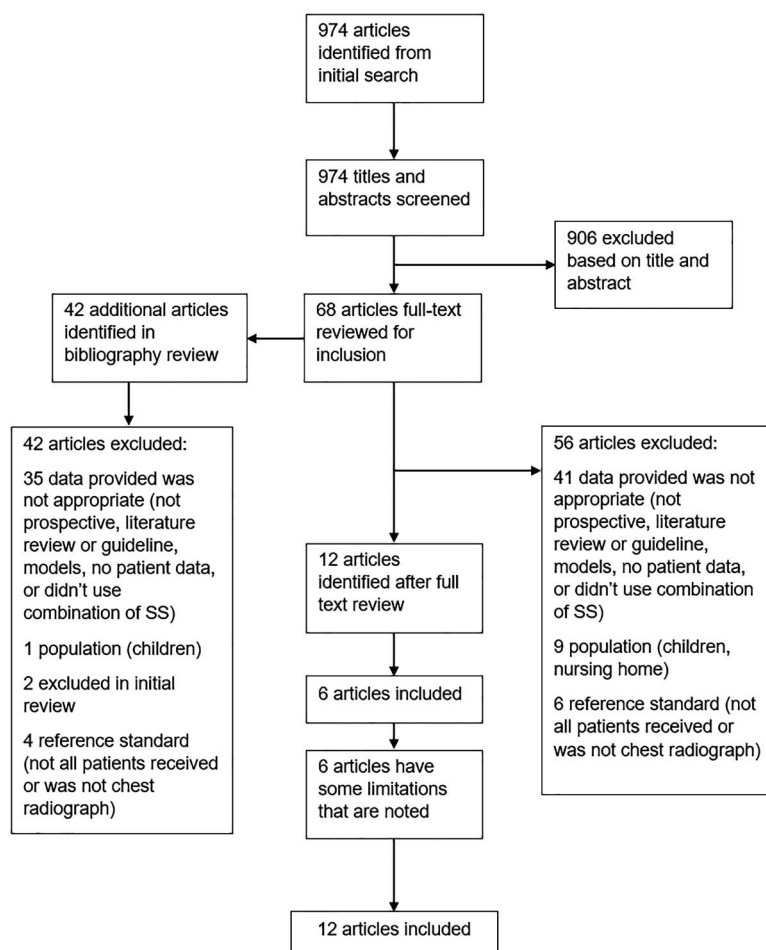 974 articles
identified from
initial search
974 titles and
abstracts screened
906 excluded
based on title and
abstract
42 additional articles
identified in
bibliography review
68 articles full-text
reviewed for
inclusion
42 articles excluded:
35 data provided was
not appropriate (not
prospective, literature
review or guideline,
models, no patient data,
or didn’t use
combination of SS)
1 population (children)
2 excluded in initial
review
4 reference standard
(not all patients received
or was not chest
radiograph)
56 articles excluded:
41 data provided was not
appropriate (not
prospective, literature
review or guideline,
models, no patient data,
or didn’t use combination
of SS)
9 population (children,
nursing home)
6 reference standard (not
all patients received or
was not chest radiograph)
12 articles
identified after full
text review
6 articles included
6 articles have
some limitations
that are noted
12 articles included